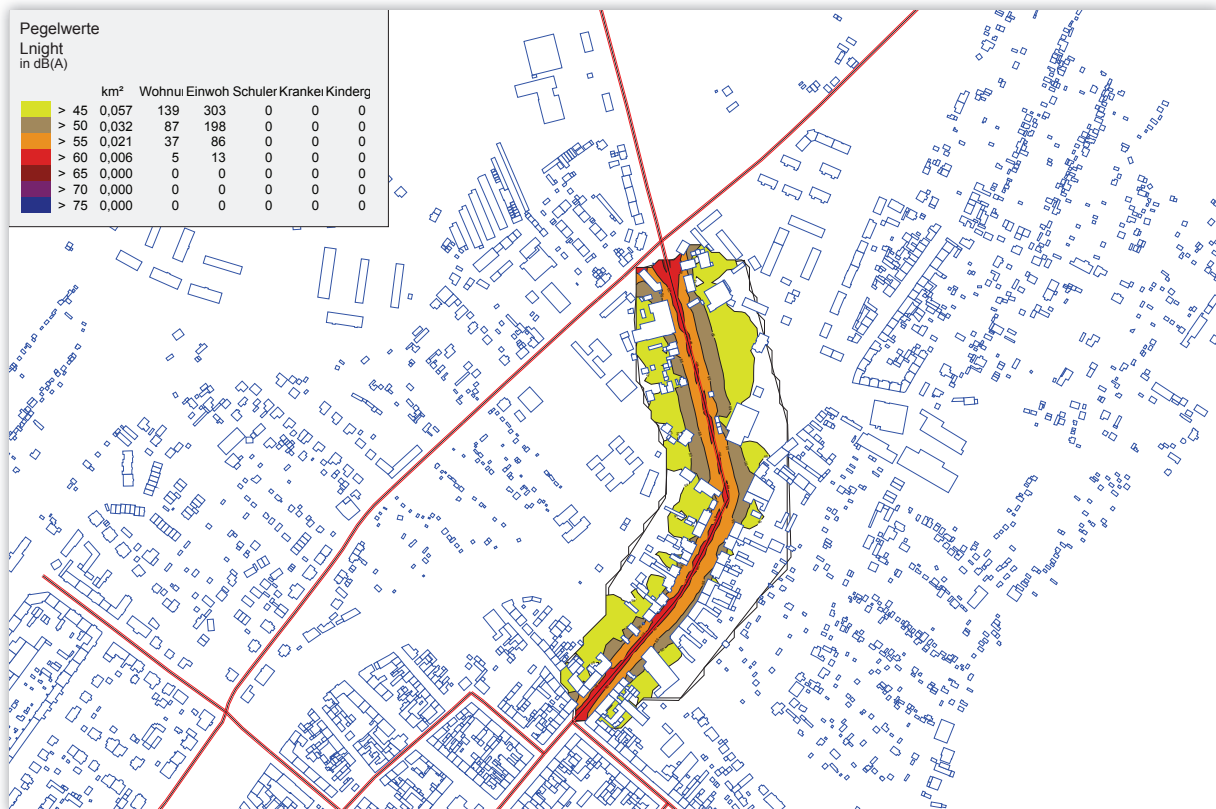 Pegelwerte
Lnight
in dB(A)
km² Wohnu Einwoh Schuler Kranke Kinderg
> 45 0,057 139 303 0 0 0
> 50 0,032 87 198 0 0 0
> 55 0,021 37 86 0 0 0
> 60 0,006 5 13 0 0 0
> 65 0,000 0 0 0 0 0
> 70 0,000 0 0 0 0 0
> 75 0,000 0 0 0 0 0